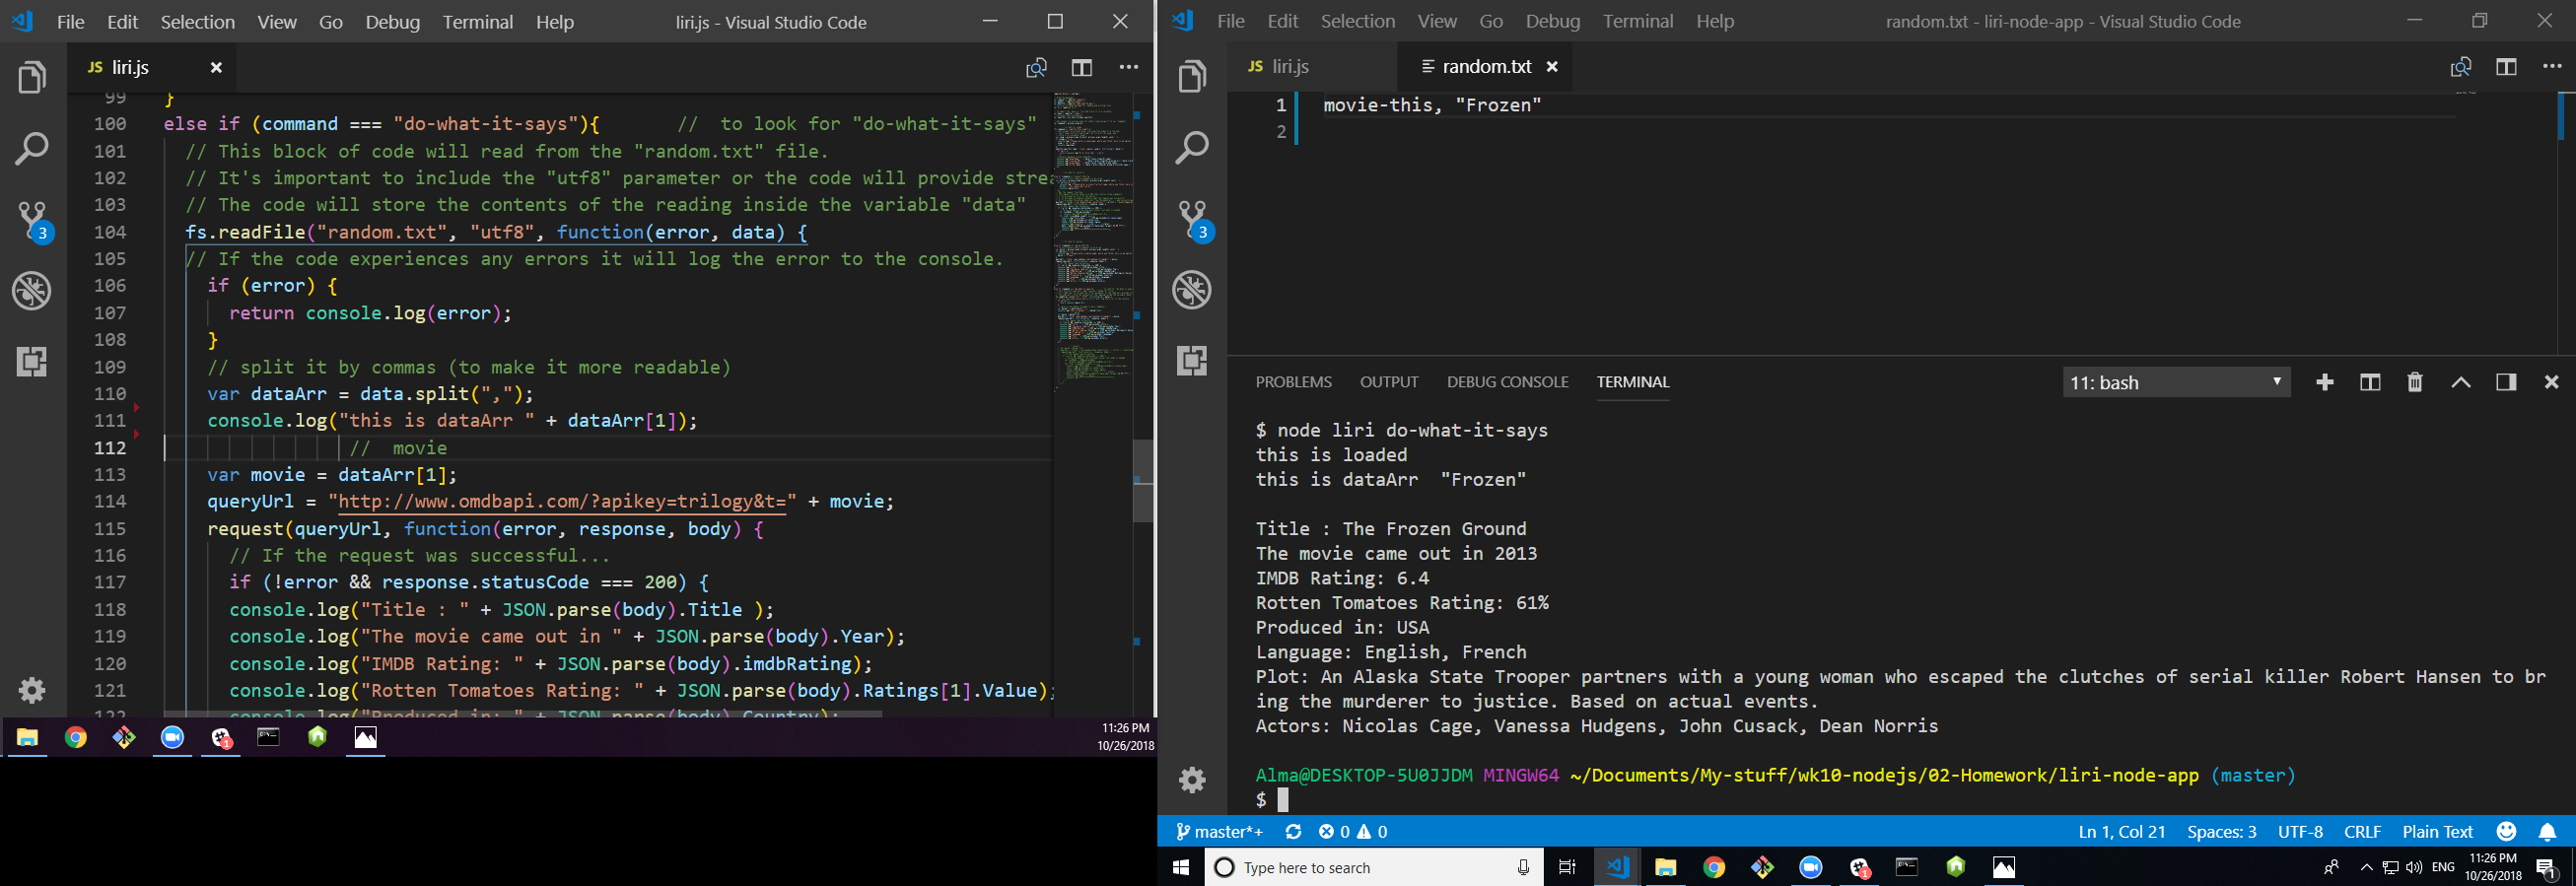 File Edit Selection View Go Debug Terminal Help liri.js - Visual Studio Code
JS liri.js
99 }
100 else if (command === "do-what-it-says"){ // to look for "do-what-it-says"
101 // This block of code will read from the "random.txt" file.
102 // It's important to include the "utf8" parameter or the code will provide strea
103 // The code will store the contents of the reading inside the variable "data"
104 fs.readFile("random.txt", "utf8", function(error, data) {
105 // If the code experiences any errors it will log the error to the console.
106 if (error) {
107 return console.log(error);
108 }
109 // split it by commas (to make it more readable)
110 var dataArr = data.split(",");
111 console.log("this is dataArr " + dataArr[1]);
112 // movie
113 var movie = dataArr[1];
114 queryUrl = "http://www.omdbapi.com/?apikey=trilogy&t=" + movie;
115 request(queryUrl, function(error, response, body) {
116 // If the request was successful...
117 if (!error && response.statusCode === 200) {
118 console.log("Title : " + JSON.parse(body).Title );
119 console.log("The movie came out in " + JSON.parse(body).Year);
120 console.log("IMDB Rating: " + JSON.parse(body).imdbRating);
121 console.log("Rotten Tomatoes Rating: " + JSON.parse(body).Ratings[1].Value);
122 console.log("Produced in: " + JSON.parse(body).Country);
3
1
11:26 PM
10/26/2018
File Edit Selection View Go Debug Terminal Help random.txt - liri-node-app - Visual Studio Code
JS liri.js random.txt
1 movie-this, "Frozen"
2
3
PROBLEMS OUTPUT DEBUG CONSOLE TERMINAL 11: bash
$ node liri do-what-it-says
this is loaded
this is dataArr  "Frozen"
Title : The Frozen Ground
The movie came out in 2013
IMDB Rating: 6.4
Rotten Tomatoes Rating: 61%
Produced in: USA
Language: English, French
Plot: An Alaska State Trooper partners with a young woman who escaped the clutches of serial killer Robert Hansen to br
ing the murderer to justice. Based on actual events.
Actors: Nicolas Cage, Vanessa Hudgens, John Cusack, Dean Norris
Alma@DESKTOP-5U0JJDM MINGW64 ~/Documents/My-stuff/wk10-nodejs/02-Homework/liri-node-app (master)
$
master*+ 0 0 Ln 1, Col 21 Spaces: 3 UTF-8 CRLF Plain Text
Type here to search 1 ENG 11:26 PM
10/26/2018 1